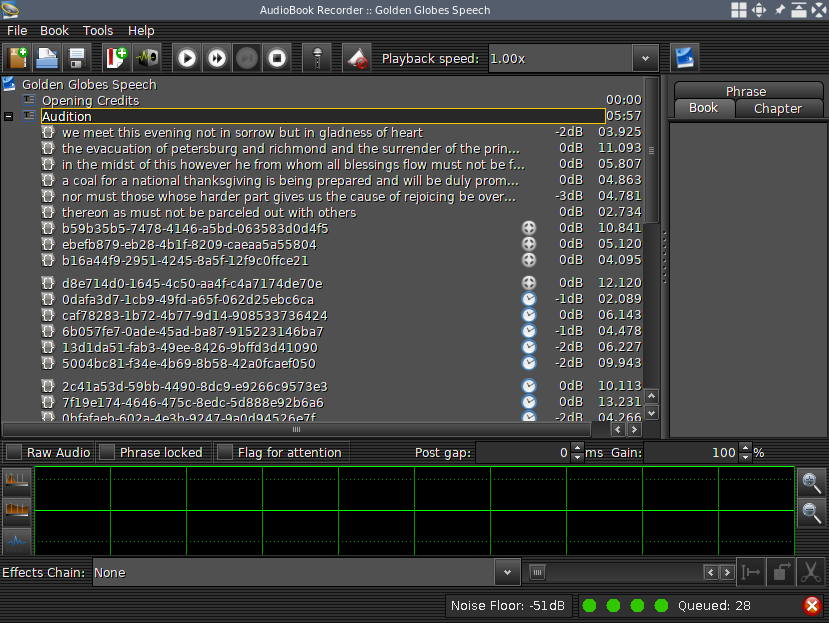 AudioBook Recorder :: Golden Globes Speech
File Book Tools Help
Playback speed: 1.00x
Golden Globes Speech
Opening Credits 00:00
Audition 05:57
we meet this evening not in sorrow but in gladness of heart -2dB 03.925
the evacuation of petersburg and richmond and the surrender of the prin... 0dB 11.093
in the midst of this however he from whom all blessings flow must not be f... 0dB 05.807
a coal for a national thanksgiving is being prepared and will be duly prom... 0dB 04.863
nor must those whose harder part gives us the cause of rejoicing be over... -3dB 04.781
thereon as must not be parceled out with others 0dB 02.734
b59b35b5-7478-4146-a5bd-063583d0d4f5 0dB 10.841
ebefb879-eb28-4b1f-8209-caeaa5a55804 0dB 05.120
b16a44f9-2951-4245-8a5f-12f9c0ffce21 0dB 04.095
d8e714d0-1645-4c50-aa4f-c4a7174de70e 0dB 12.120
0dafa3d7-1cb9-49fd-a65f-062d25ebc6ca -1dB 02.089
caf78283-1b72-4b77-9d14-908533736424 0dB 06.143
6b057fe7-0ade-45ad-ba87-915223146ba7 -1dB 04.478
13d1da51-fab3-49ee-8426-9bffd3d41090 -2dB 06.227
5004bc81-f34e-4b69-8b58-42a0fcaef050 -2dB 09.943
2c41a53d-59bb-4490-8dc9-e9266c9573e3 0dB 10.113
7f19e174-4646-475c-8edc-5d888e92b6a6 0dB 13.231
0bfafaeb-602a-4e3b-9247-9a0d94526e7f -2dB 04.266
Phrase
Book Chapter
Raw Audio Phrase locked Flag for attention Post gap: 0 ms Gain: 100 %
Effects Chain: None
Noise Floor: -51dB Queued: 28